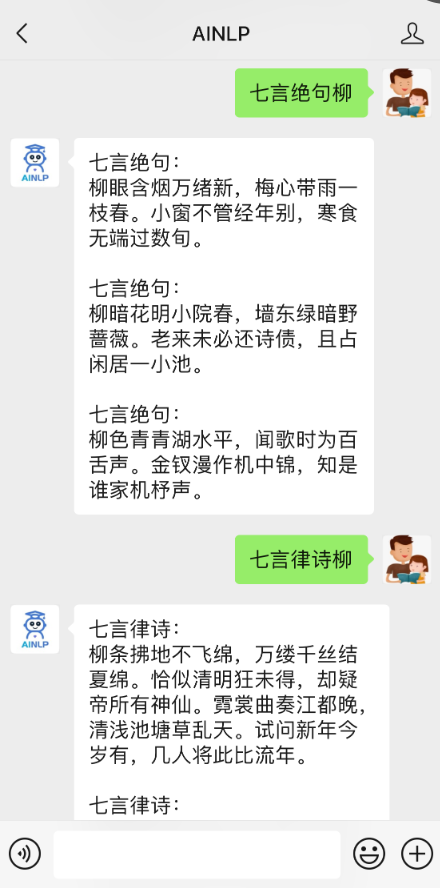 AINLP
七言绝句柳
AINLP
七言绝句：
柳眼含烟万绪新，梅心带雨一
枝春。小窗不管经年别，寒食
无端过数旬。
七言绝句：
柳暗花明小院春，墙东绿暗野
蔷薇。老来未必还诗债，且占
闲居一小池。
七言绝句：
柳色青青湖水平，闻歌时为百
舌声。金钗漫作机中锦，知是
谁家机杼声。
七言律诗柳
AINLP
七言律诗：
柳条拂地不飞绵，万缕千丝结
夏绵。恰似清明狂未得，却疑
帝所有神仙。霓裳曲奏江都晚，
清浅池塘草乱天。试问新年今
岁有，几人将此比流年。
七言律诗：